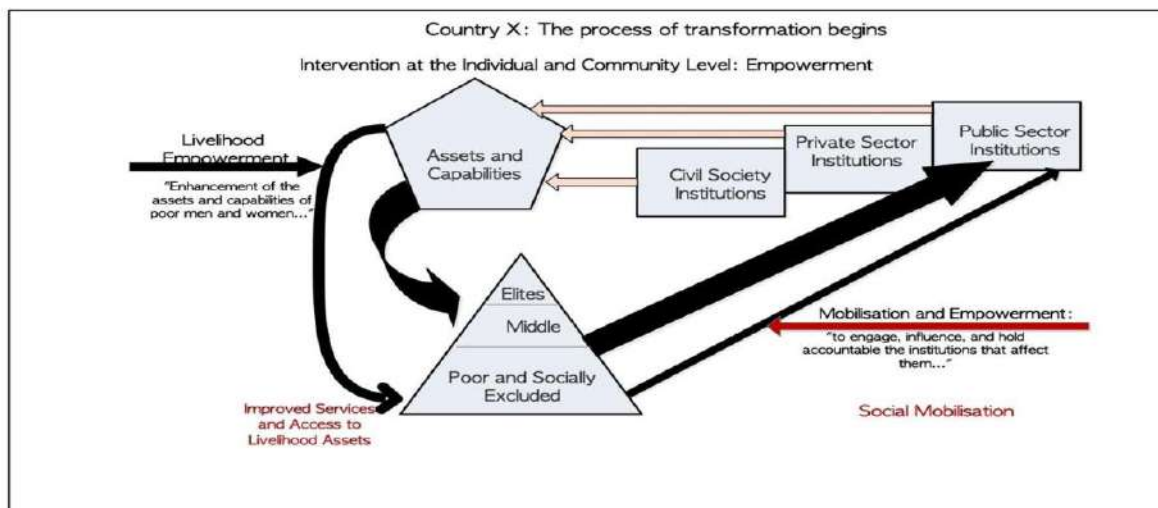 Country X: The process of transformation begins
Intervention at the Individual and Community Level: Empowerment
Livelihood
Empowerment
"Enhancement of the
assets and capabilities of
poor men and women..."
Assets and
Capabilities
Civil Society
Institutions
Private Sector
Institutions
Public Sector
Institutions
Elites
Middle
Poor and Socially
Excluded
Mobilisation and Empowerment:
"to engage, influence, and hold
accountable the institutions that affect
them..."
Improved Services
and Access to
Livelihood Assets
Social Mobilisation